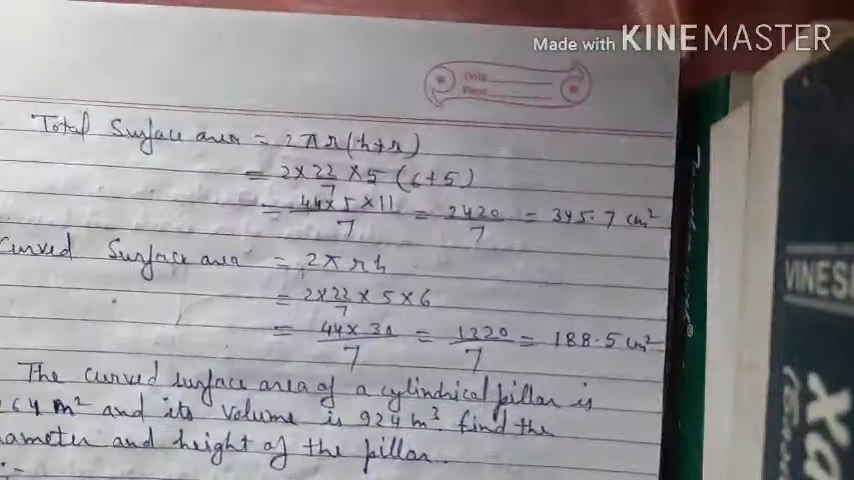 Made with KINEMASTER
Date
Page
Total Surface area = 2πr(h+r)
= 2×22/7 ×5 (6+5)
= 44×5×11/7 = 2420/7 = 345.7 cm²
Curved Surface area = 2πrh
= 2×22/7 ×5×6
= 44×30/7 = 1320/7 = 188.5 cm²
The curved surface area of a cylindrical pillar is
64 m² and its volume is 924 m³ find the
ameter and height of the pillar.
VINESH